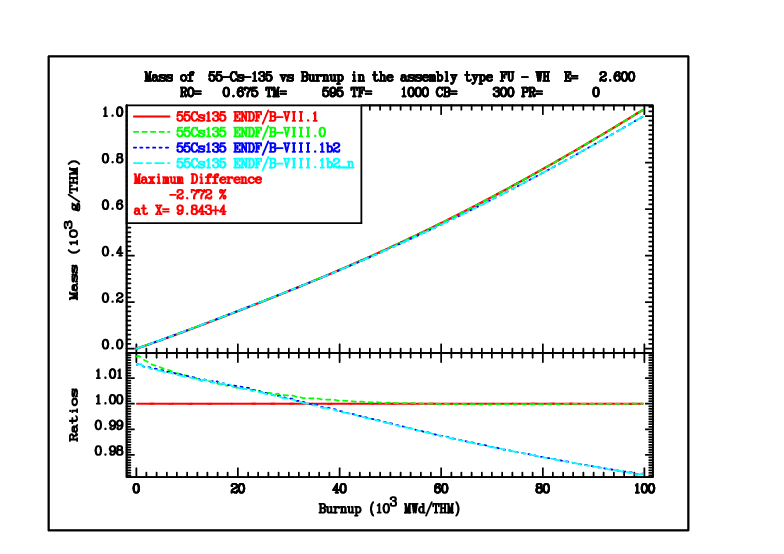 Mass of 55-Cs-135 vs Burnup in the assembly type FU - WH E= 2.600
RO= 0.675 TM= 595 TF= 1000 CB= 300 PR= 0
55Cs135 ENDF/B-VII.1
55Cs135 ENDF/B-VIII.0
55Cs135 ENDF/B-VIII.1b2
55Cs135 ENDF/B-VIII.1b2_n
Maximum Difference
-2.772 %
at X= 9.843+4
1.0
0.8
0.6
0.4
0.2
0.0
Mass (10³ g/THM)
1.01
1.00
0.99
0.98
Ratios
0 20 40 60 80 100
Burnup (10³ MWd/THM)